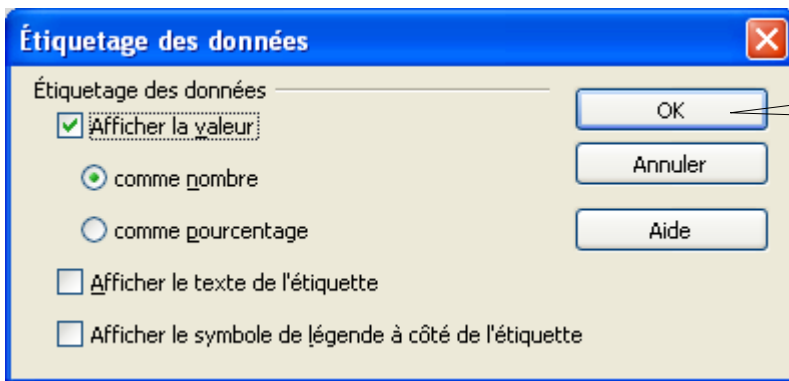 Étiquetage des données
Étiquetage des données
Afficher la valeur
comme nombre
comme pourcentage
Afficher le texte de l'étiquette
Afficher le symbole de légende à côté de l'étiquette
OK
Annuler
Aide